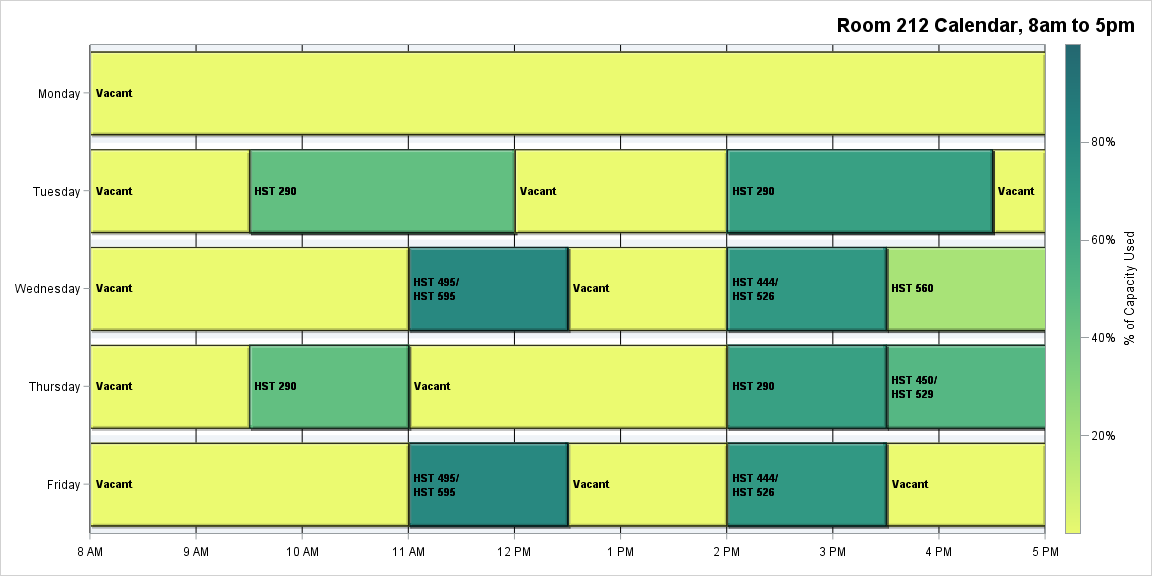 Room 212 Calendar, 8am to 5pm
Monday
Vacant
Tuesday
Vacant
HST 290
Vacant
HST 290
Vacant
Wednesday
Vacant
HST 495/
HST 595
Vacant
HST 444/
HST 526
HST 560
Thursday
Vacant
HST 290
Vacant
HST 290
HST 450/
HST 529
Friday
Vacant
HST 495/
HST 595
Vacant
HST 444/
HST 526
Vacant
8 AM
9 AM
10 AM
11 AM
12 PM
1 PM
2 PM
3 PM
4 PM
5 PM
80%
60%
40%
20%
% of Capacity Used